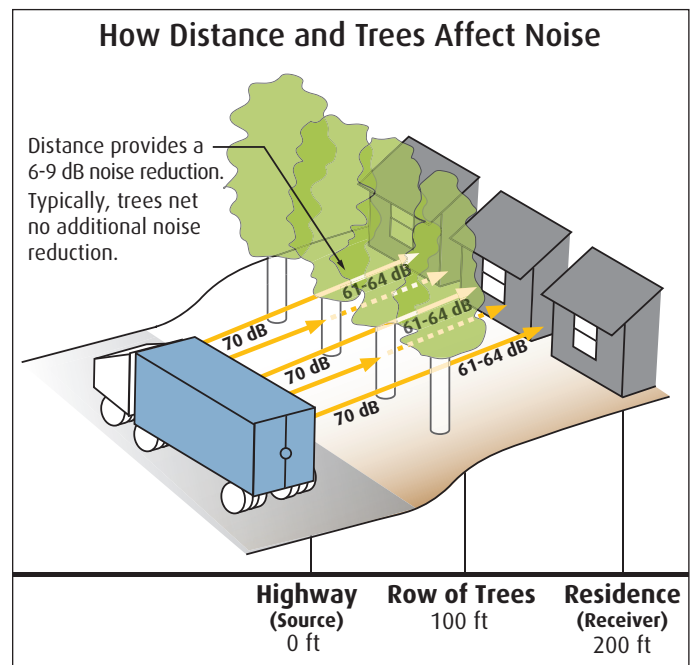 How Distance and Trees Affect Noise
Distance provides a
6-9 dB noise reduction.
Typically, trees net
no additional noise
reduction.
61-64 dB
70 dB
61-64 dB
70 dB
61-64 dB
70 dB
Highway
(Source)
0 ft
Row of Trees
100 ft
Residence
(Receiver)
200 ft